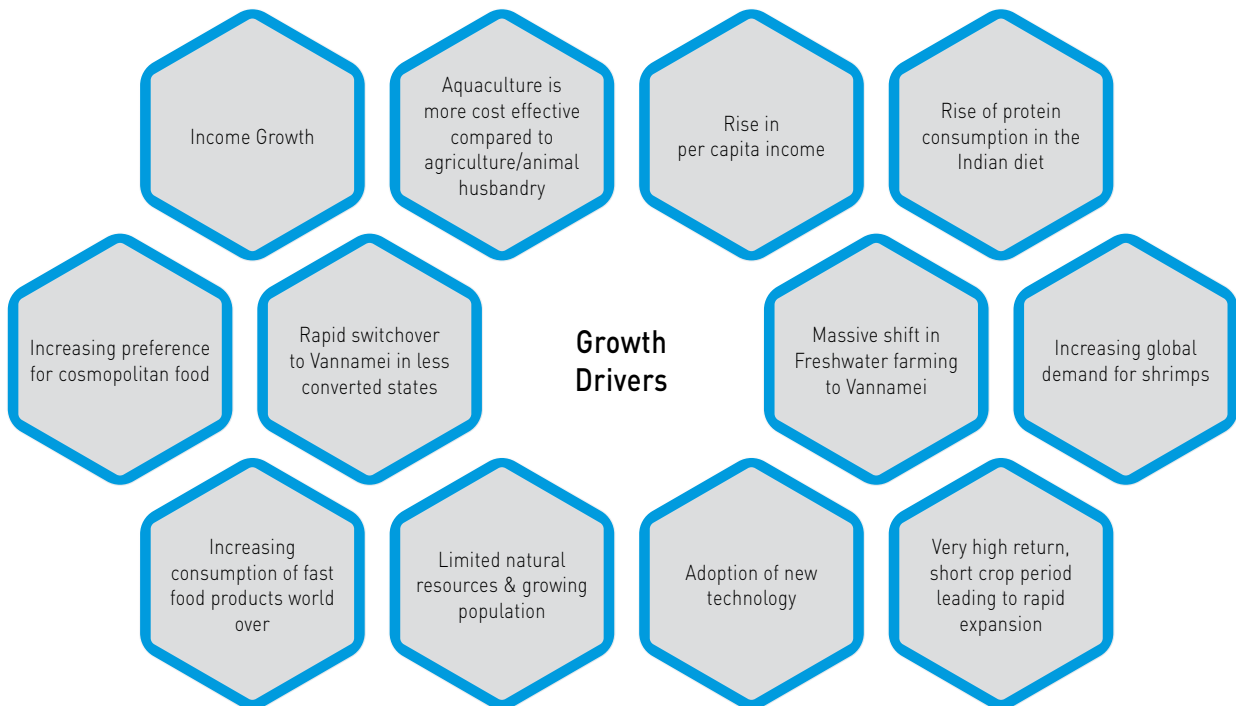 Income Growth
Aquaculture is
more cost effective
compared to
agriculture/animal
husbandry
Rise in
per capita income
Rise of protein
consumption in the
Indian diet
Increasing preference
for cosmopolitan food
Rapid switchover
to Vannamei in less
converted states
Growth
Drivers
Massive shift in
Freshwater farming
to Vannamei
Increasing global
demand for shrimps
Increasing
consumption of fast
food products world
over
Limited natural
resources & growing
population
Adoption of new
technology
Very high return,
short crop period
leading to rapid
expansion